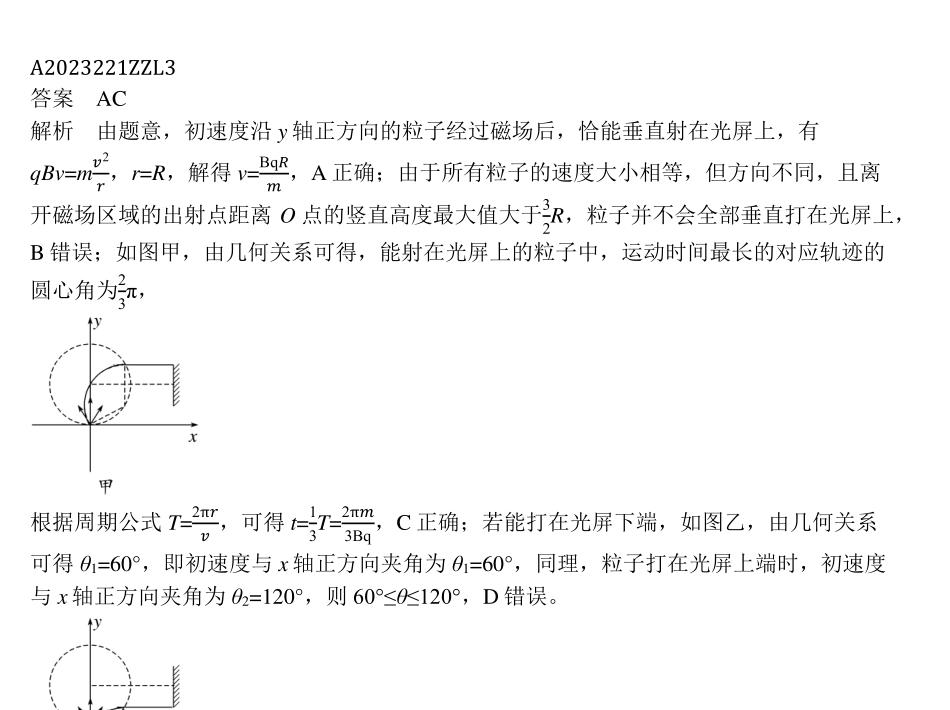 A2023221ZZL3
答案 AC
解析 由题意，初速度沿 y 轴正方向的粒子经过磁场后，恰能垂直射在光屏上，有
qBv=m\frac{v^2}{r}，r=R，解得 v=\frac{BqR}{m}，A 正确；由于所有粒子的速度大小相等，但方向不同，且离
开磁场区域的出射点距离 O 点的竖直高度最大值大于\frac{3}{2}R，粒子并不会全部垂直打在光屏上，
B 错误；如图甲，由几何关系可得，能射在光屏上的粒子中，运动时间最长的对应轨迹的
圆心角为\frac{2}{3}π，
y
x
甲
根据周期公式 T=\frac{2πr}{v}，可得 t=\frac{1}{3}T=\frac{2πm}{3Bq}，C 正确；若能打在光屏下端，如图乙，由几何关系
可得 θ₁=60°，即初速度与 x 轴正方向夹角为 θ₁=60°，同理，粒子打在光屏上端时，初速度
与 x 轴正方向夹角为 θ₂=120°，则 60°≤θ≤120°，D 错误。
y